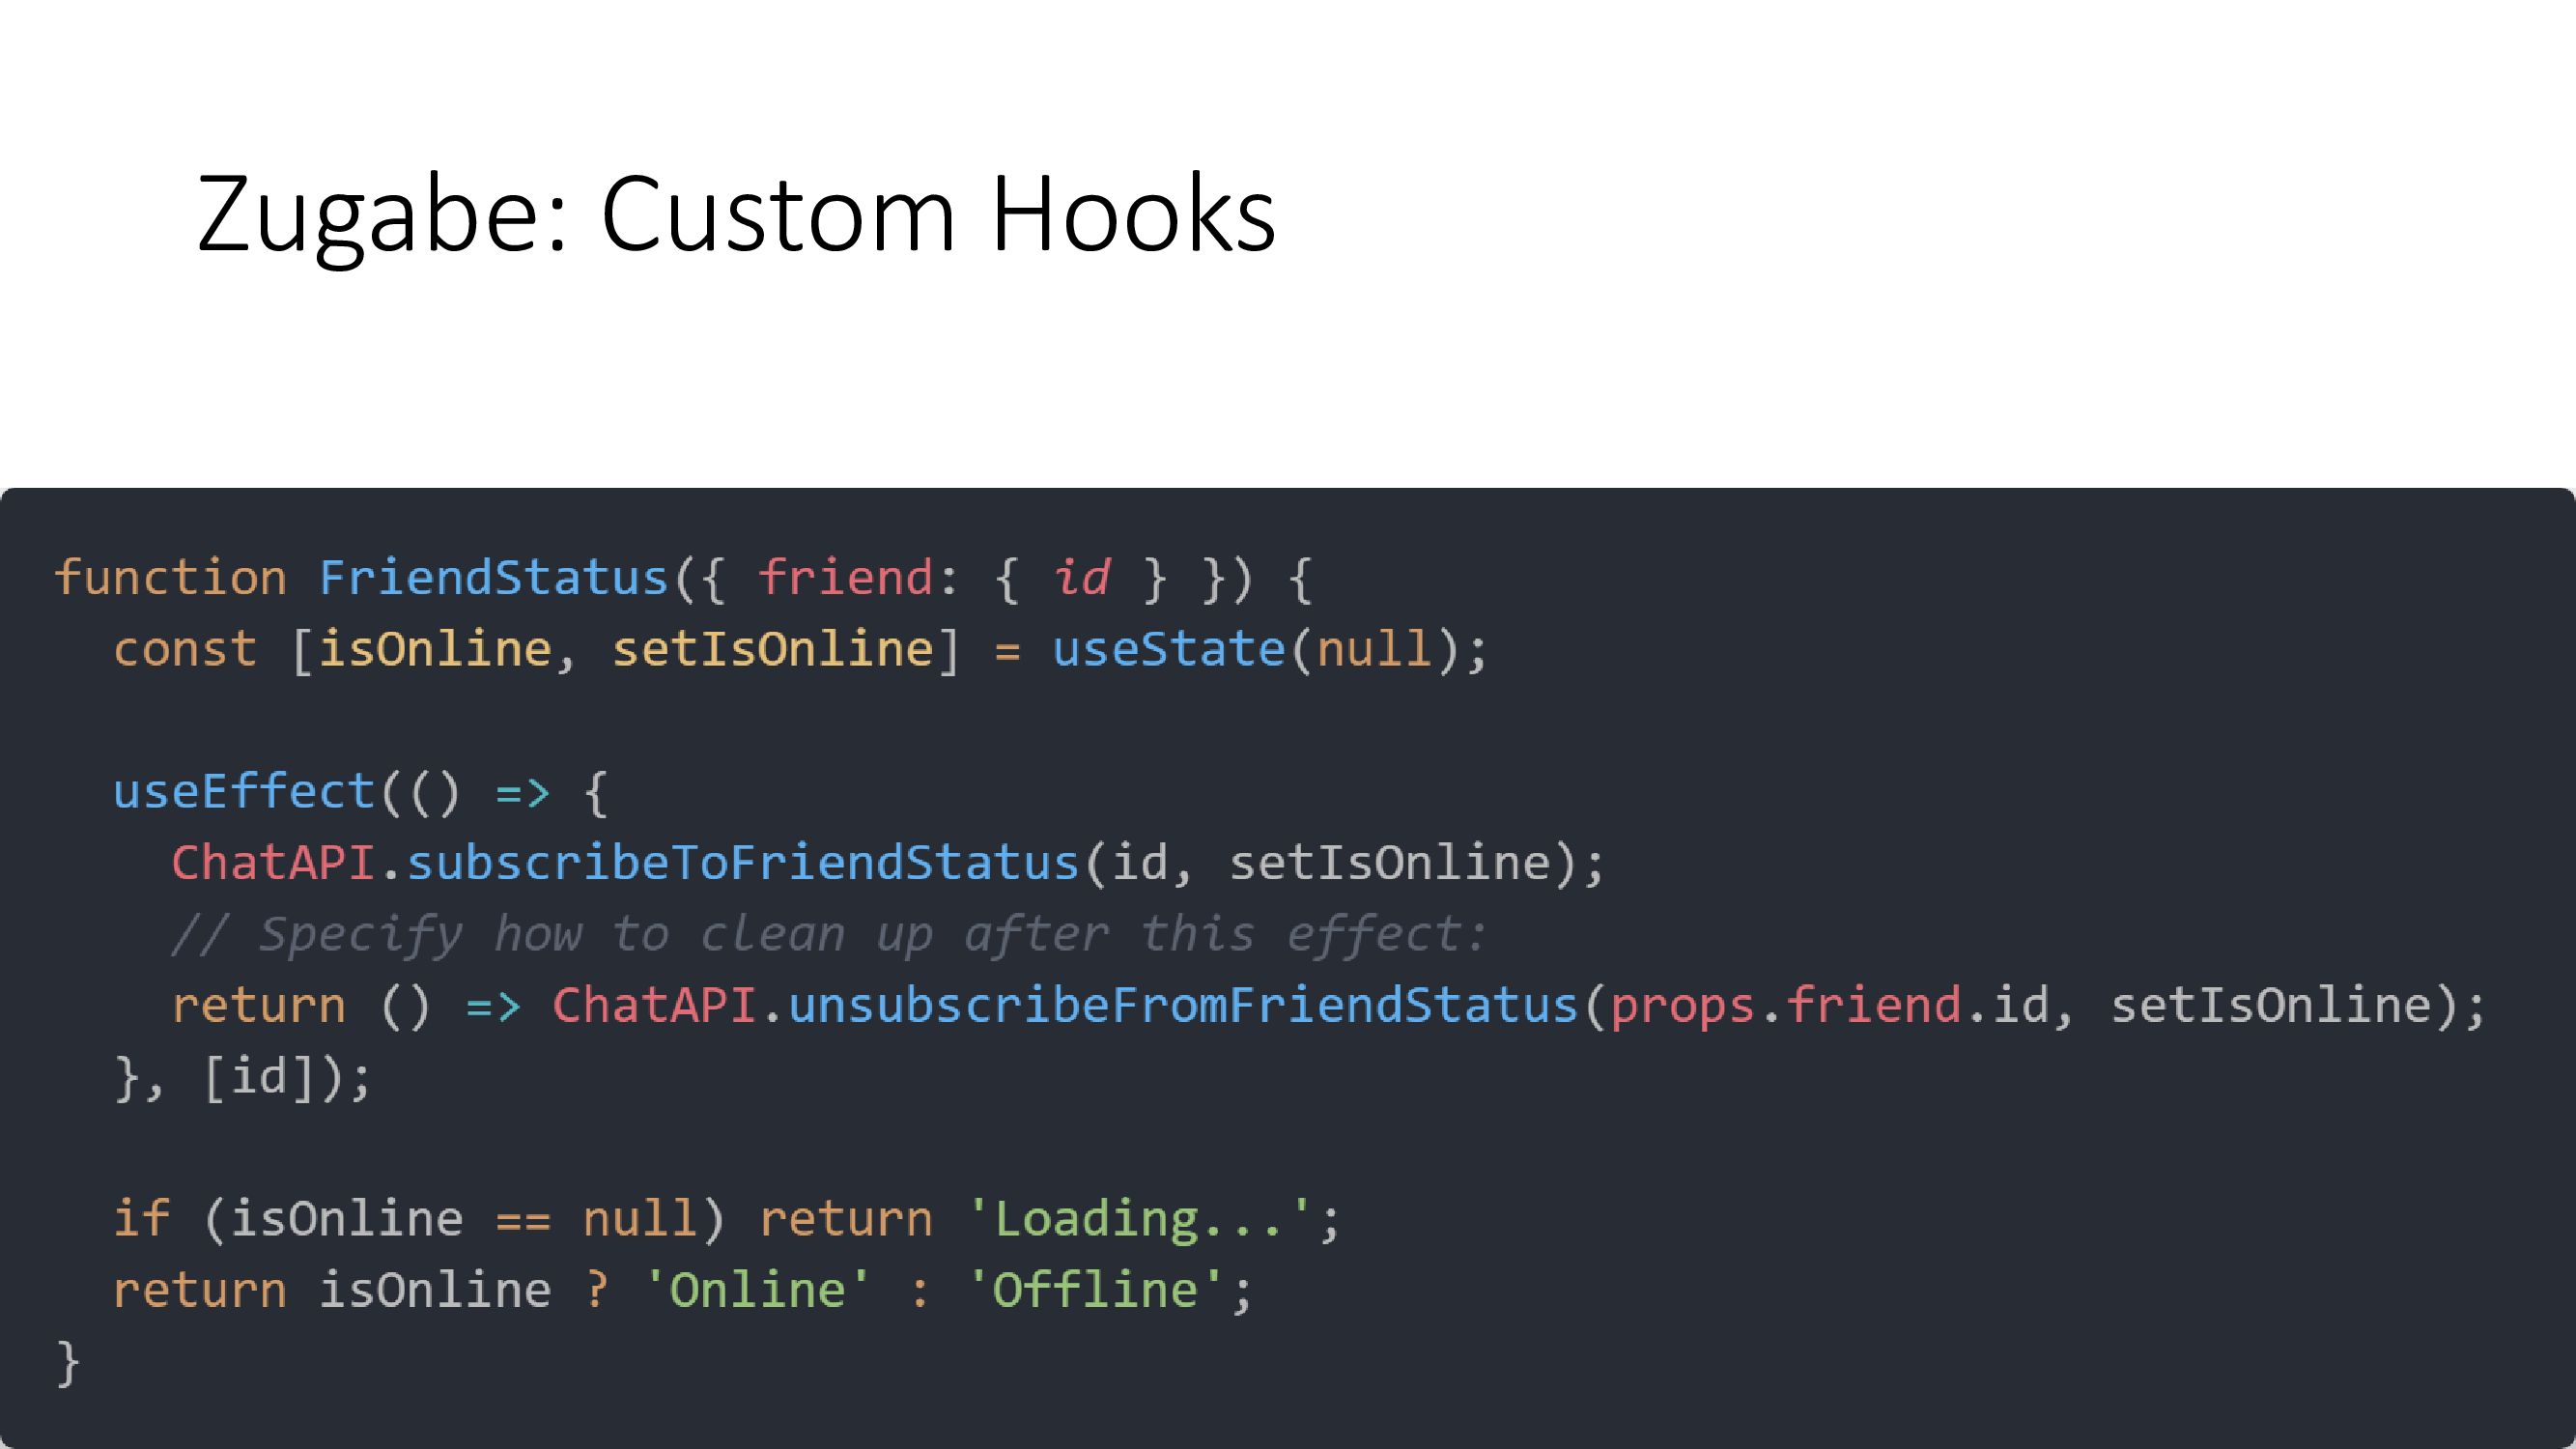 Zugabe: Custom Hooks
function FriendStatus({ friend: { id } }) {
  const [isOnline, setIsOnline] = useState(null);
  useEffect(() => {
    ChatAPI.subscribeToFriendStatus(id, setIsOnline);
    // Specify how to clean up after this effect:
    return () => ChatAPI.unsubscribeFromFriendStatus(props.friend.id, setIsOnline);
  }, [id]);
  if (isOnline == null) return 'Loading...';
  return isOnline ? 'Online' : 'Offline';
}